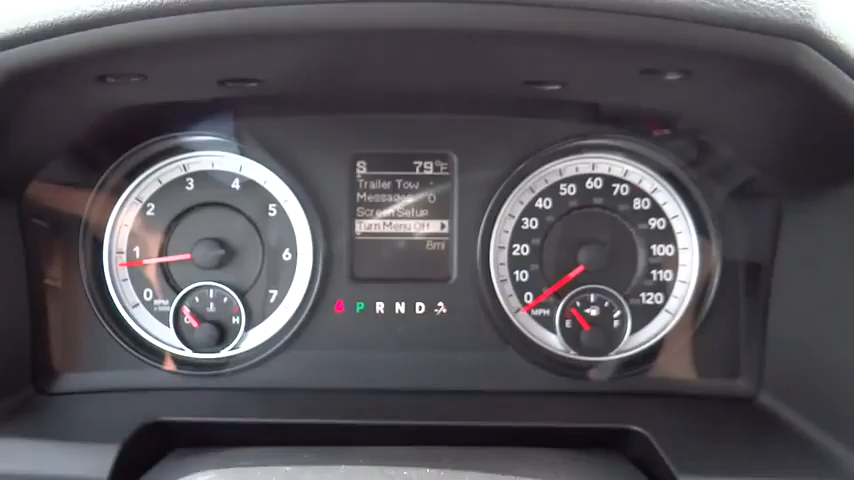 S 79°F
Trailer Tow
Messages 0
Screen Setup
Turn Menu Off
8mi
0 1 2 3 4 5 6 7
RPM
C H
P R N D
0 10 20 30 40 50 60 70 80 90 100 110 120
MPH
E F